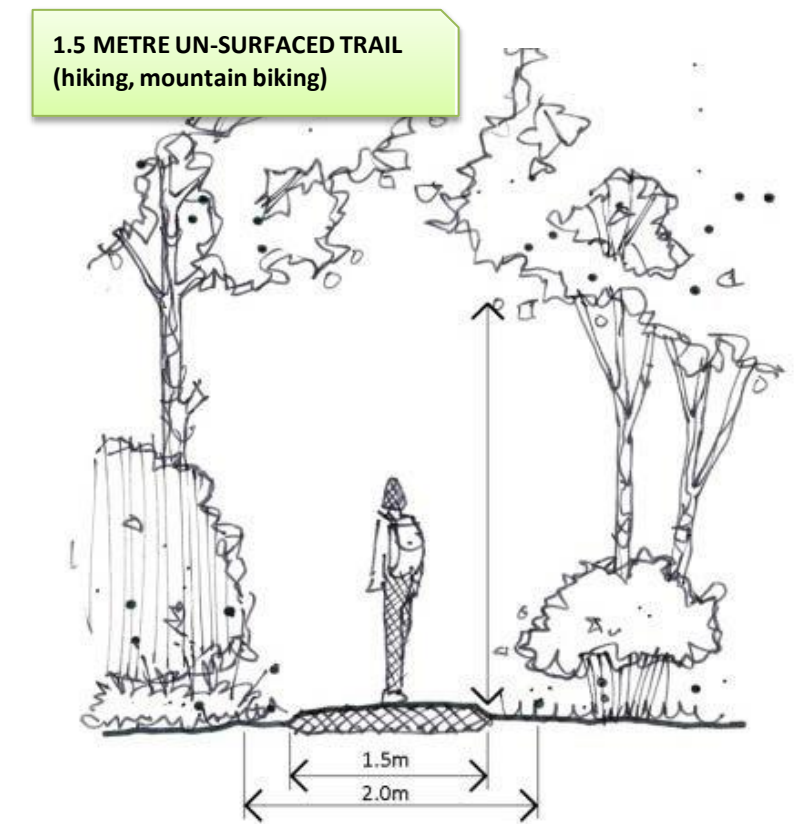 1.5 METRE UN-SURFACED TRAIL
(hiking, mountain biking)
1.5m
2.0m